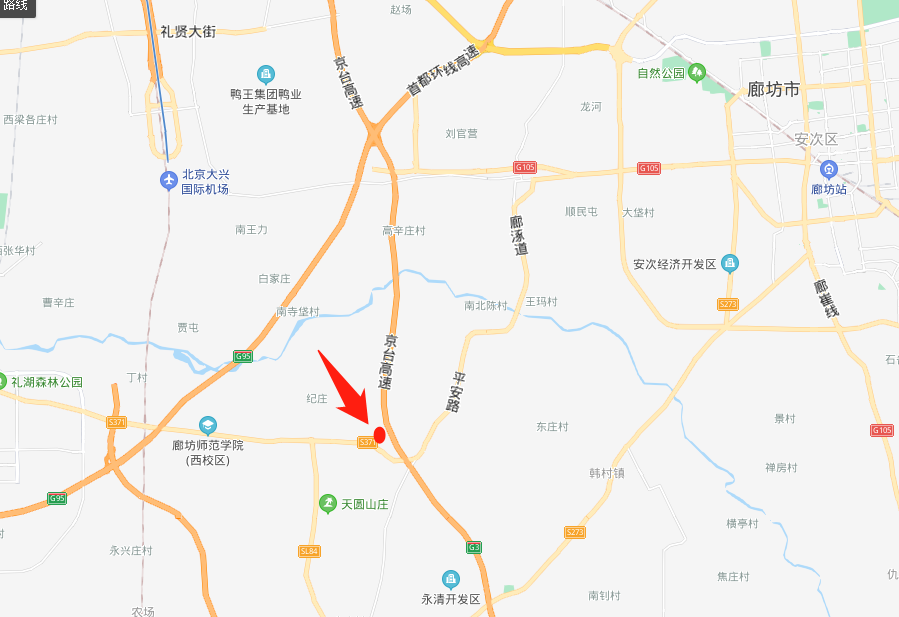 路线
赵场
礼贤大街
首都环线高速
京台高速
鸭王集团鸭业
生产基地
自然公园
廊坊市
西梁各庄村
龙河
刘官营
安次区
G105
G105
北京大兴
国际机场
廊坊站
顺民屯
大垡村
廊涿道
南王力
高辛庄村
张华村
安次经济开发区
白家庄
廊崔线
曹辛庄
南寺垡村
南北陈村
王玛村
S273
贾屯
京台高速
G95
石
丁村
礼湖森林公园
平安路
纪庄
S371
廊坊师范学院
(西校区)
S371
东庄村
景村
G105
韩村镇
禅房村
G95
天圆山庄
横亭村
S273
永兴庄村
SL84
G3
焦庄村
仇
永清开发区
南钊村
农场